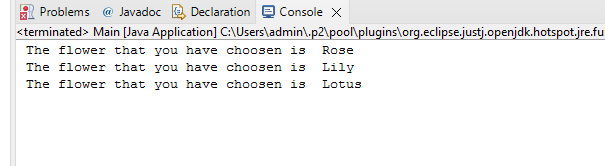 Problems @ Javadoc Declaration Console
<terminated> Main [Java Application] C:\Users\admin\.p2\pool\plugins\org.eclipse.justj.openjdk.hotspot.jre.fu
The flower that you have choosen is  Rose
The flower that you have choosen is  Lily
The flower that you have choosen is  Lotus